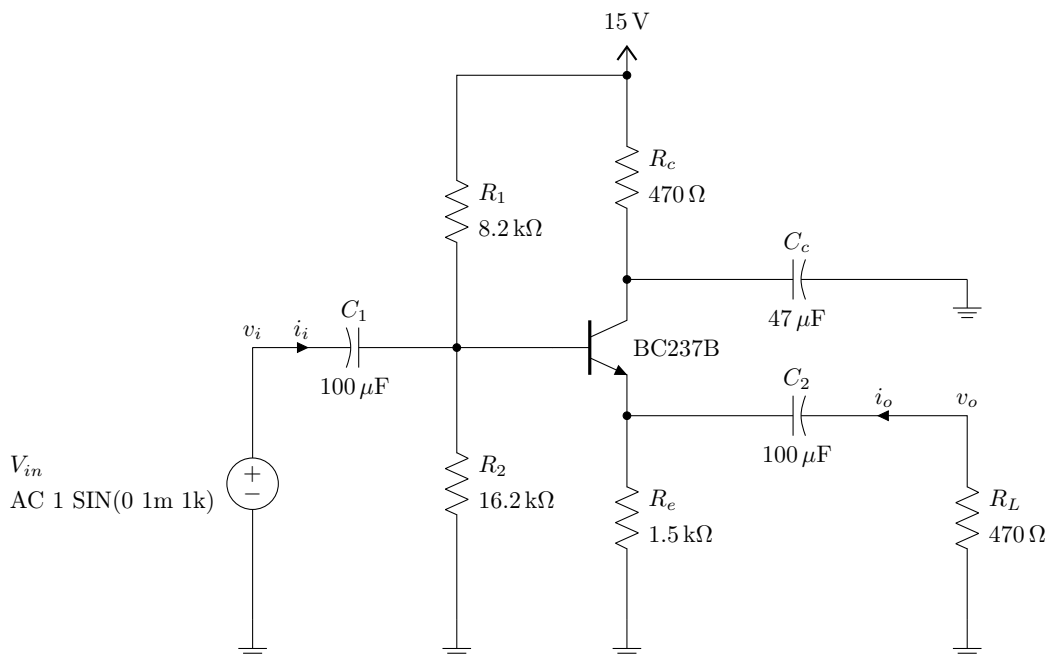 15 V
R_c
470 Ω
R_1
8.2 kΩ
C_c
47 μF
C_1
v_i
i_i
100 μF
BC237B
C_2
i_o
v_o
100 μF
V_in
AC 1 SIN(0 1m 1k)
+
−
R_2
16.2 kΩ
R_e
1.5 kΩ
R_L
470 Ω